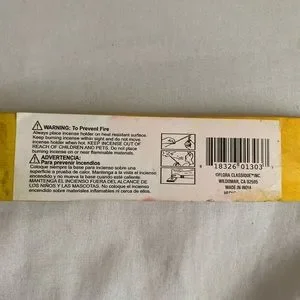 WARNING: To Prevent Fire
Always place incense holder on heat resistant surface.
Keep burning incense within sight and do not move
incense holder when hot. KEEP INCENSE OUT OF
REACH OF CHILDREN AND PETS. Do not place
burning incense on or near flammable materials.
ADVERTENCIA:
Para prevenir Incendios
Siempre coloque el incensario sobre una
superficie a prueba de calor. Mantenga a la vista el incienso
encendido y no mueva la base cuando esté caliente.
MANTENGA EL INCIENSO FUERA DEL ALCANCE DE
LOS NIÑOS Y LAS MASCOTAS. No coloque el incienso
sobre materiales inflamables ni cerca de ellos.
18326 01303
©FLORA CLASSIQUE INC.
WILDOMAR, CA 92595
MADE IN INDIA